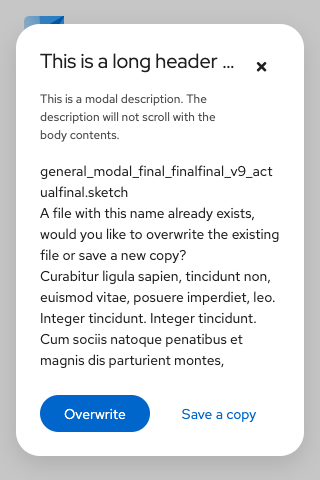 This is a long header ...
This is a modal description. The
description will not scroll with the
body contents.
general_modal_final_finalfinal_v9_act
ualfinal.sketch
A file with this name already exists,
would you like to overwrite the existing
file or save a new copy?
Curabitur ligula sapien, tincidunt non,
euismod vitae, posuere imperdiet, leo.
Integer tincidunt. Integer tincidunt.
Cum sociis natoque penatibus et
magnis dis parturient montes,
Overwrite
Save a copy